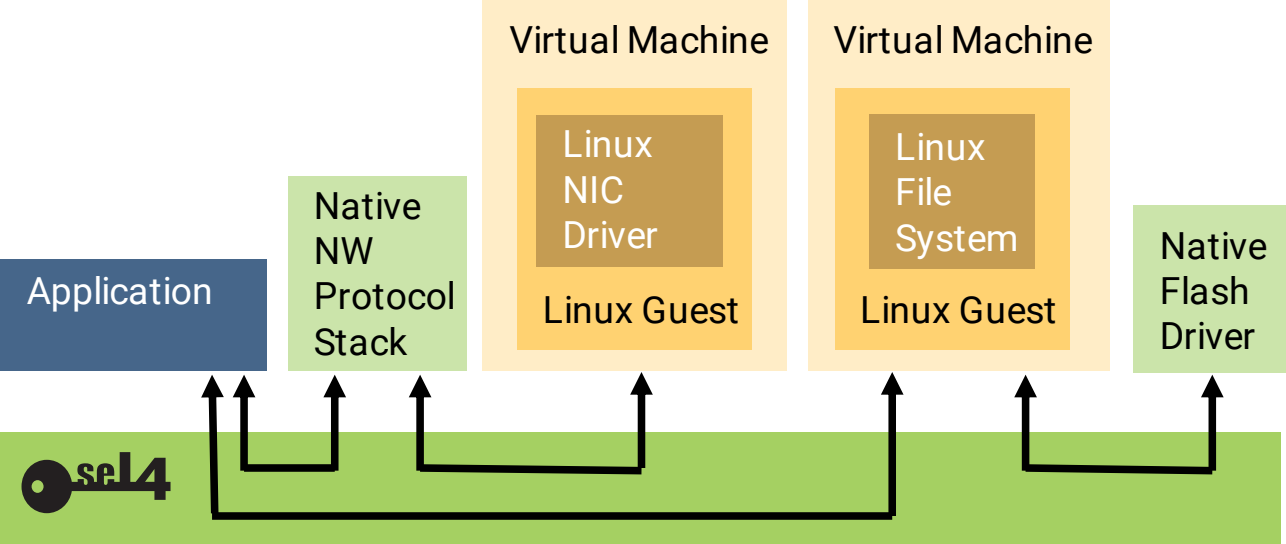 Virtual Machine
Linux
NIC
Driver
Linux Guest
Virtual Machine
Linux
File
System
Linux Guest
Application
Native
NW
Protocol
Stack
Native
Flash
Driver
seL4